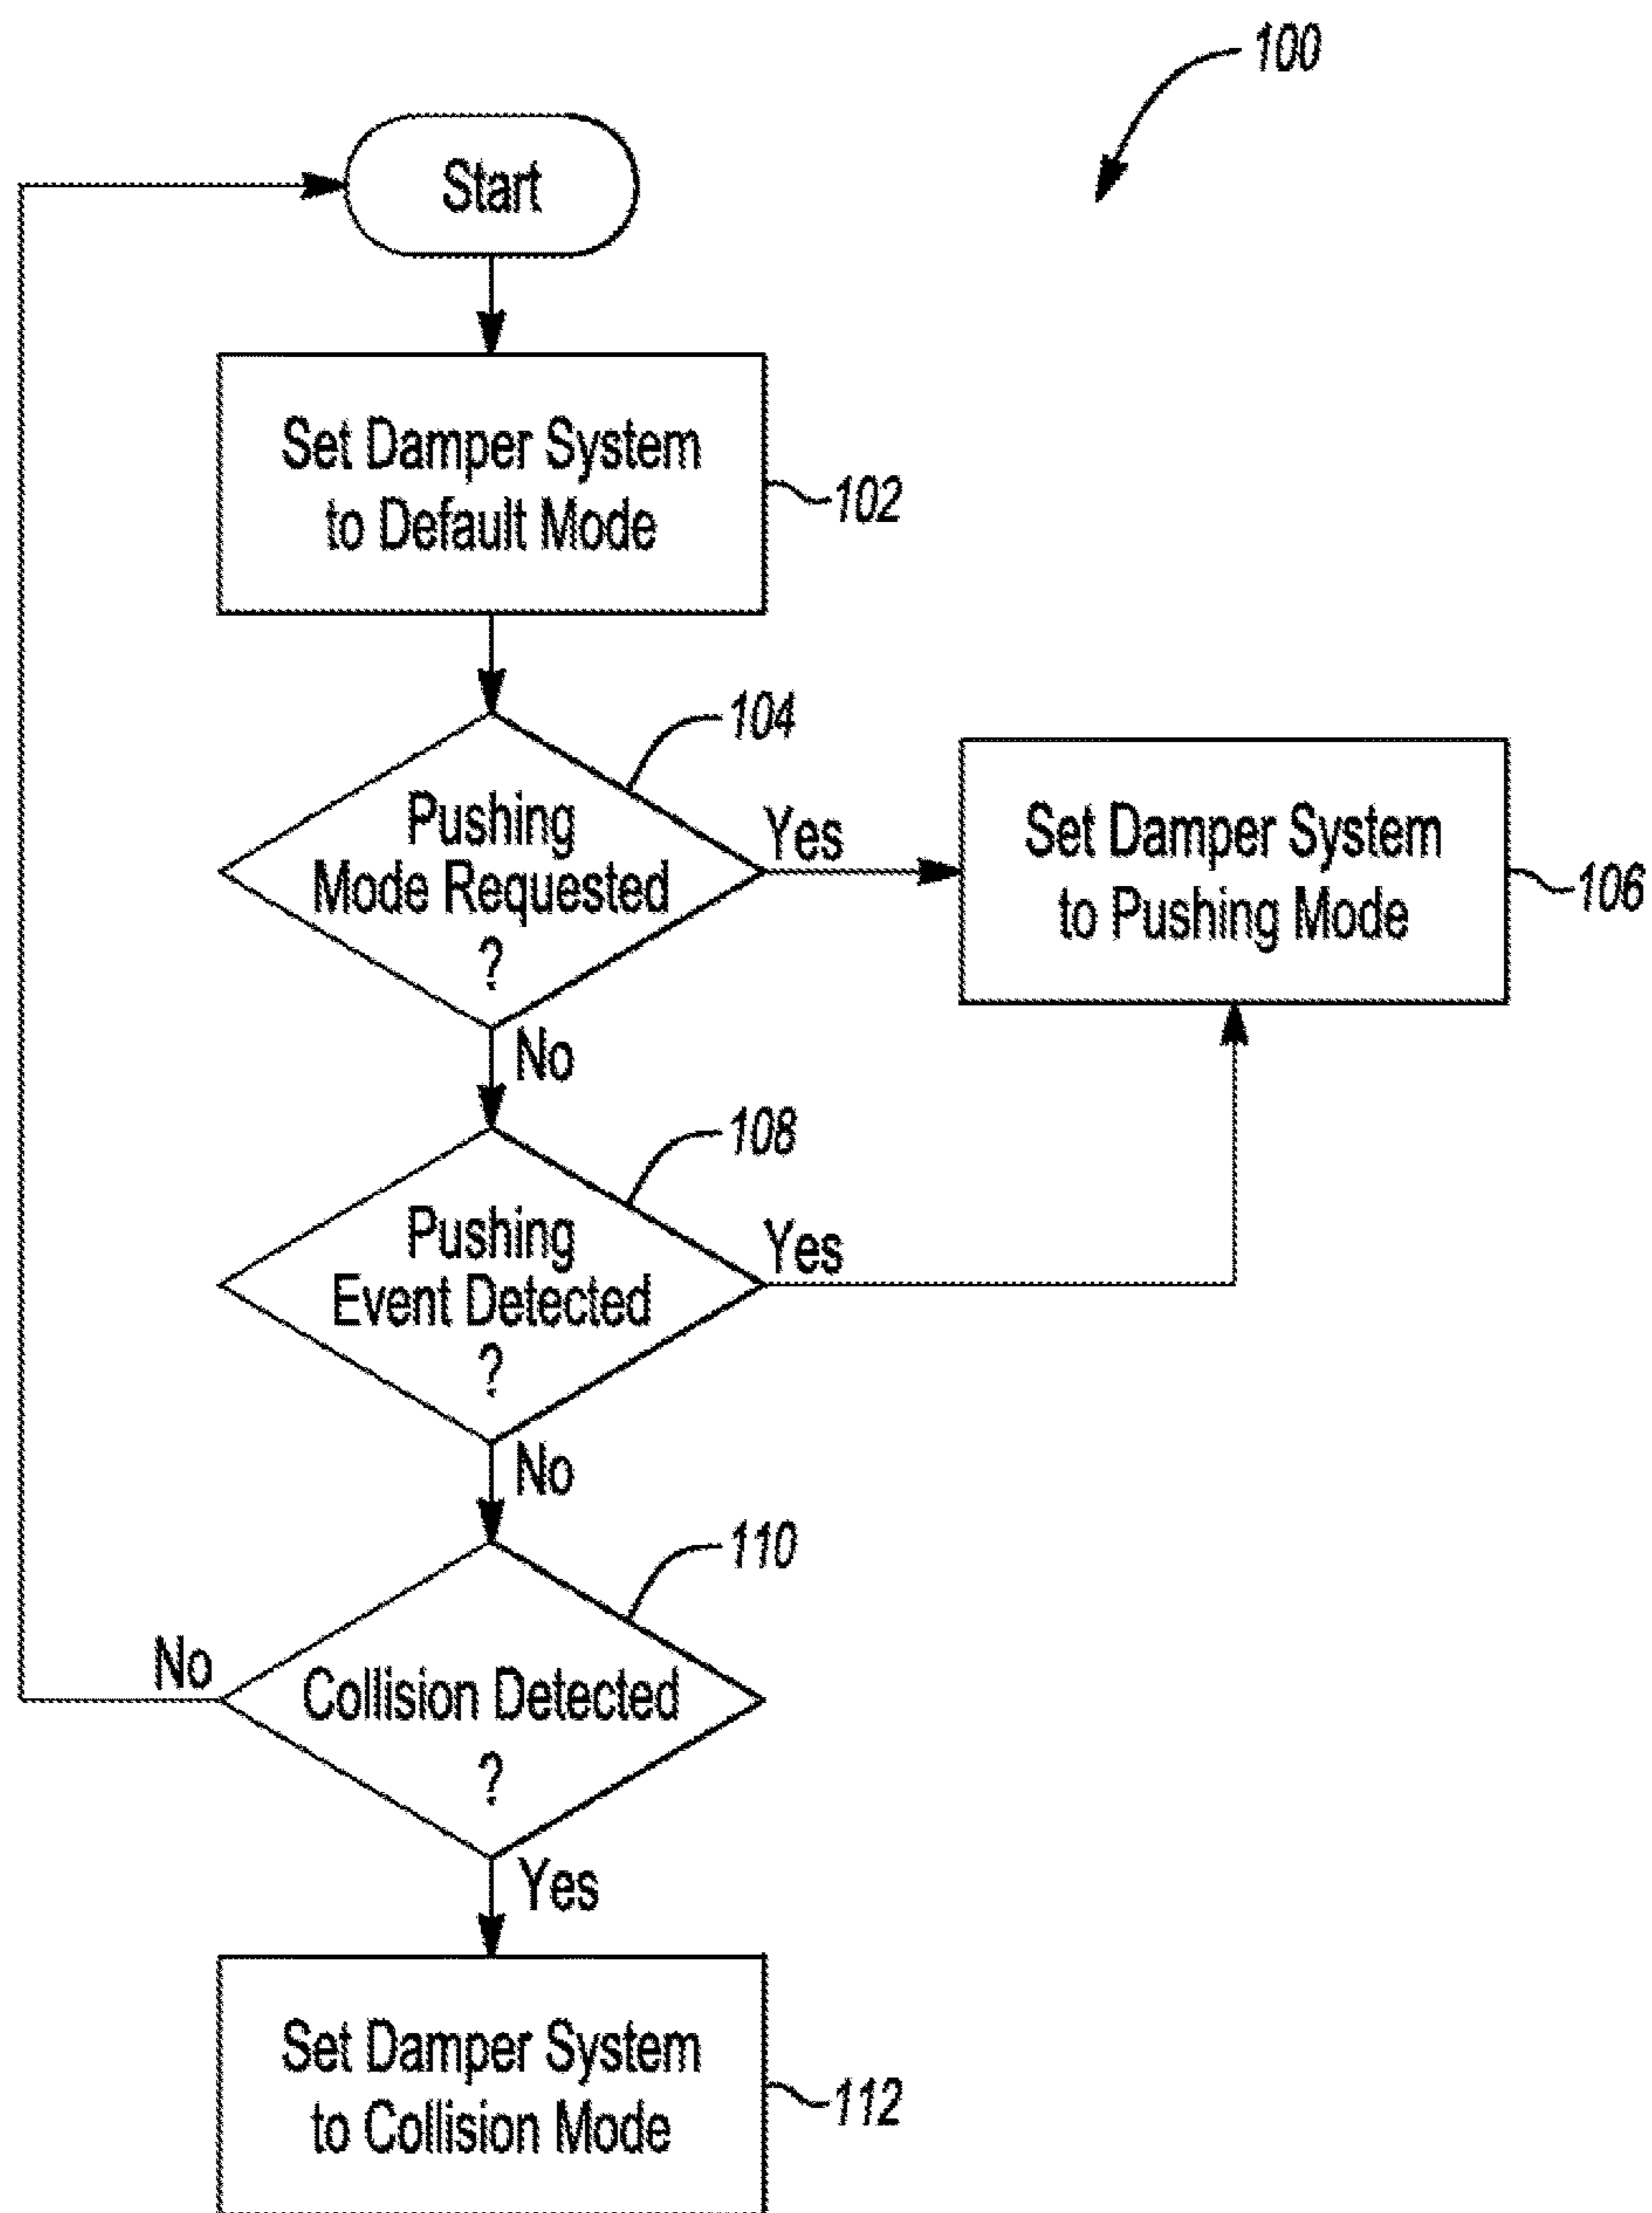 100
Start
Set Damper System
to Default Mode
102
104
Pushing
Mode Requested
?
Yes
Set Damper System
to Pushing Mode
106
No
108
Pushing
Event Detected
?
Yes
No
110
No
Collision Detected
?
Yes
Set Damper System
to Collision Mode
112